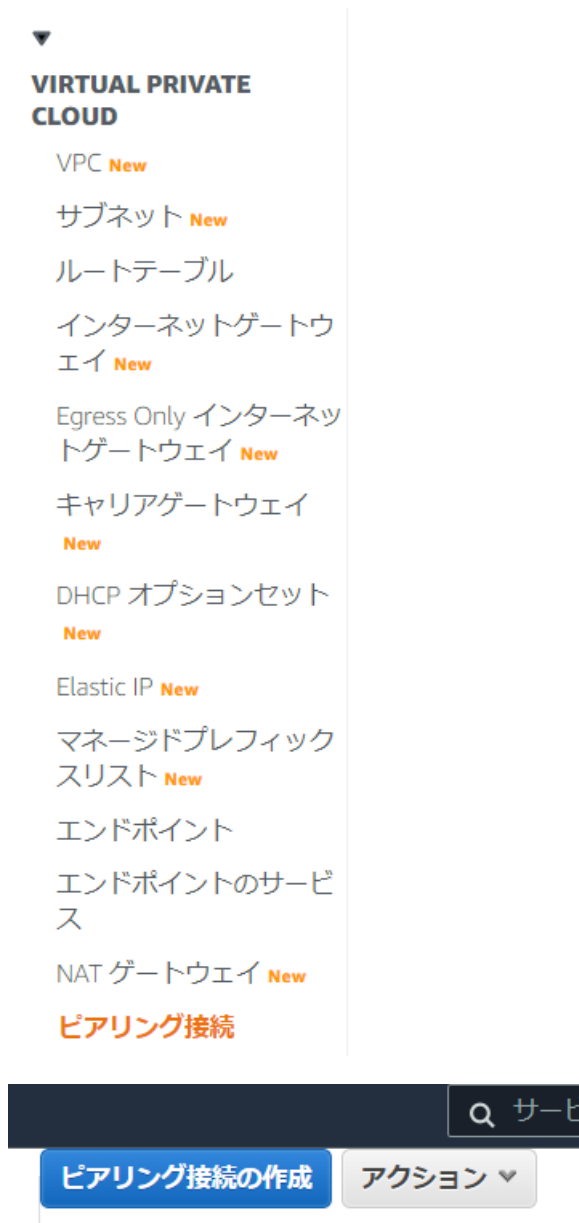 VIRTUAL PRIVATE
CLOUD
VPC New
サブネット New
ルートテーブル
インターネットゲートウ
ェイ New
Egress Only インターネッ
トゲートウェイ New
キャリアゲートウェイ
New
DHCP オプションセット
New
Elastic IP New
マネージドプレフィック
スリスト New
エンドポイント
エンドポイントのサービ
ス
NAT ゲートウェイ New
ピアリング接続
サービ
ピアリング接続の作成 アクション